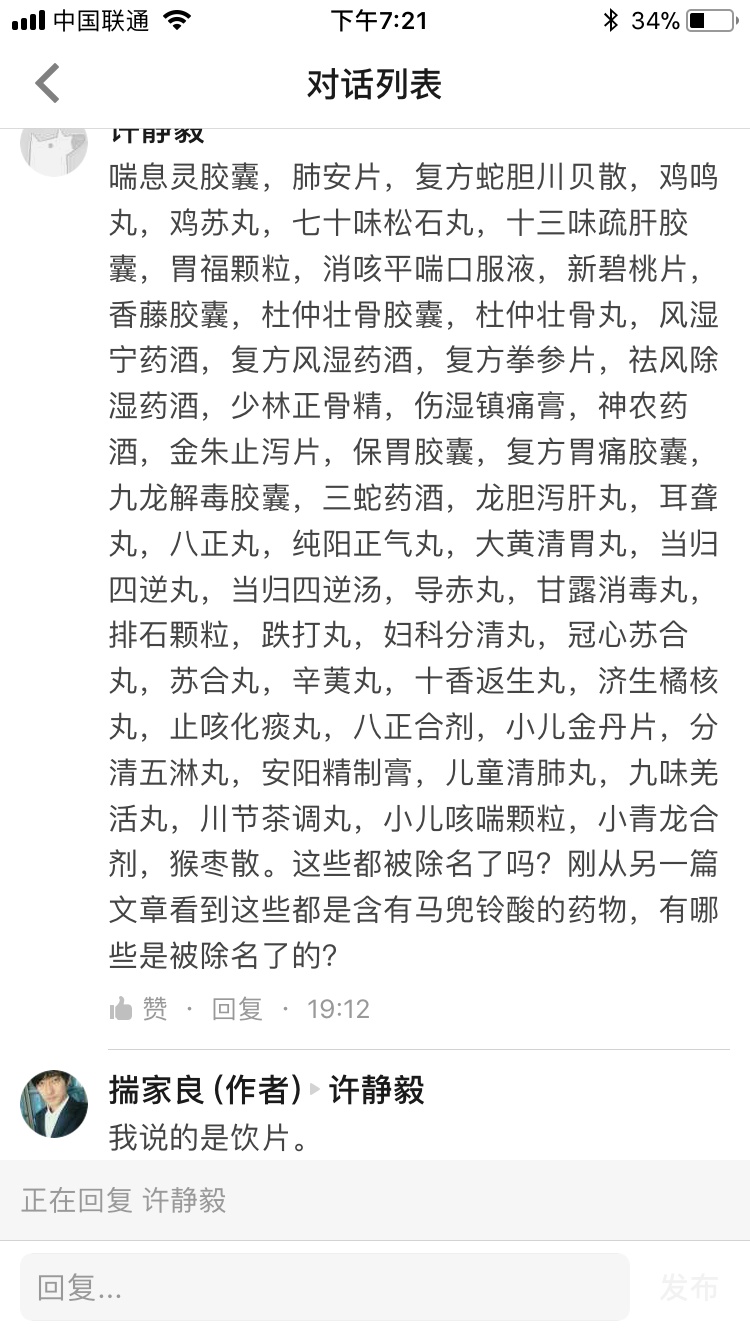 中国联通 下午7:21 34%
对话列表
许静毅
喘息灵胶囊，肺安片，复方蛇胆川贝散，鸡鸣
丸，鸡苏丸，七十味松石丸，十三味疏肝胶
囊，胃福颗粒，消咳平喘口服液，新碧桃片，
香藤胶囊，杜仲壮骨胶囊，杜仲壮骨丸，风湿
宁药酒，复方风湿药酒，复方拳参片，祛风除
湿药酒，少林正骨精，伤湿镇痛膏，神农药
酒，金朱止泻片，保胃胶囊，复方胃痛胶囊，
九龙解毒胶囊，三蛇药酒，龙胆泻肝丸，耳聋
丸，八正丸，纯阳正气丸，大黄清胃丸，当归
四逆丸，当归四逆汤，导赤丸，甘露消毒丸，
排石颗粒，跌打丸，妇科分清丸，冠心苏合
丸，苏合丸，辛荑丸，十香返生丸，济生橘核
丸，止咳化痰丸，八正合剂，小儿金丹片，分
清五淋丸，安阳精制膏，儿童清肺丸，九味羌
活丸，川节茶调丸，小儿咳喘颗粒，小青龙合
剂，猴枣散。这些都被除名了吗？刚从另一篇
文章看到这些都是含有马兜铃酸的药物，有哪
些是被除名了的？
赞 · 回复 · 19:12
揣家良(作者) 许静毅
我说的是饮片。
正在回复 许静毅
回复... 发布